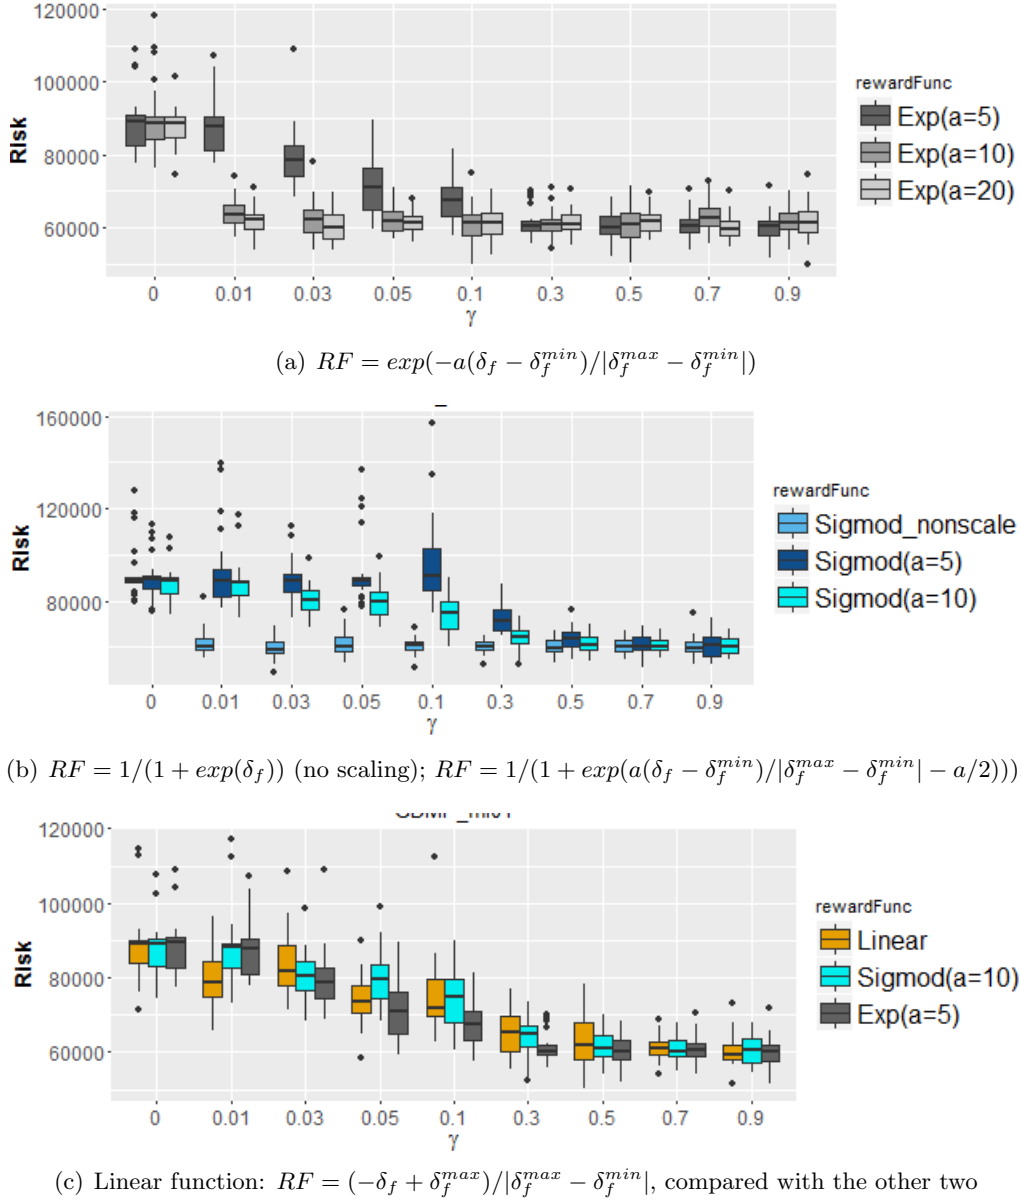 120000
100000
80000
60000
Risk
0 0.01 0.03 0.05 0.1 0.3 0.5 0.7 0.9
γ
rewardFunc
Exp(a=5)
Exp(a=10)
Exp(a=20)
(a) RF = exp(−a(δ_f − δ_f^{min})/|δ_f^{max} − δ_f^{min}|)
160000
120000
80000
Risk
0 0.01 0.03 0.05 0.1 0.3 0.5 0.7 0.9
γ
rewardFunc
Sigmod_nonscale
Sigmod(a=5)
Sigmod(a=10)
(b) RF = 1/(1 + exp(δ_f)) (no scaling); RF = 1/(1 + exp(a(δ_f − δ_f^{min})/|δ_f^{max} − δ_f^{min}| − a/2)))
120000
100000
80000
60000
Risk
0 0.01 0.03 0.05 0.1 0.3 0.5 0.7 0.9
γ
rewardFunc
Linear
Sigmod(a=10)
Exp(a=5)
(c) Linear function: RF = (−δ_f + δ_f^{max})/|δ_f^{max} − δ_f^{min}|, compared with the other two